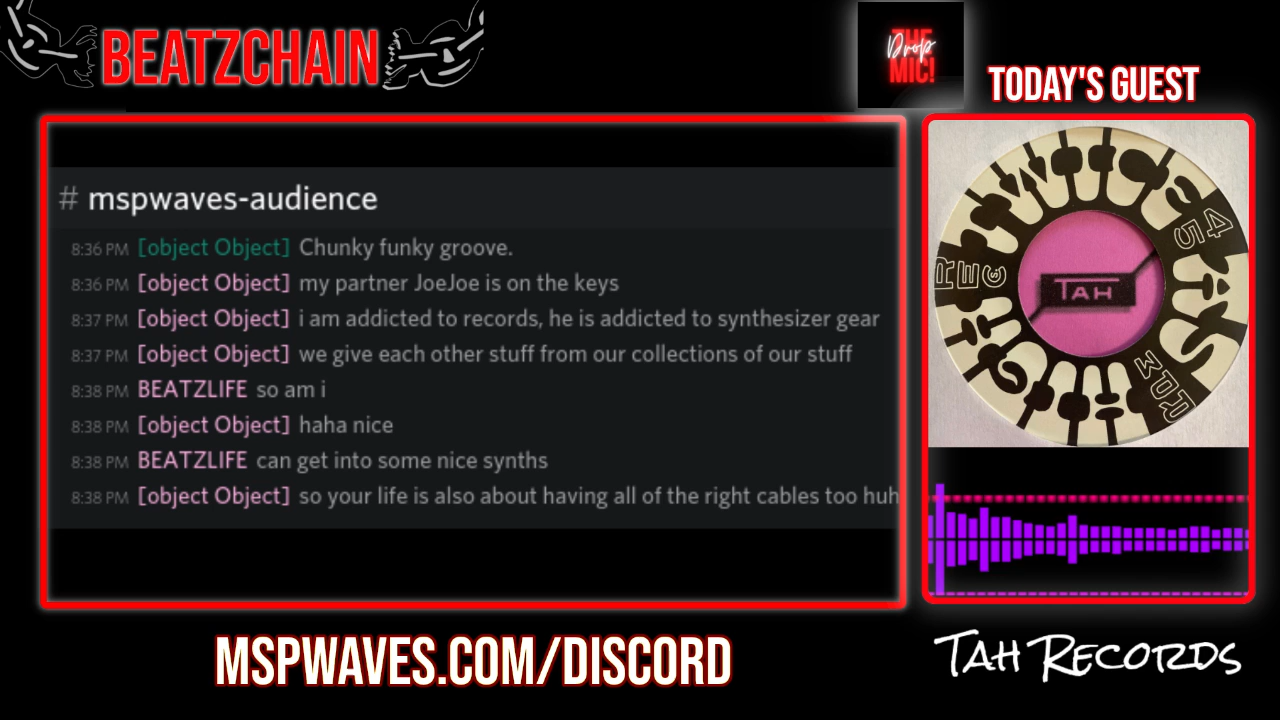 BEATZCHAIN
THE
Drop
MIC!
TODAY'S GUEST
# mspwaves-audience
8:36 PM [object Object] Chunky funky groove.
8:36 PM [object Object] my partner JoeJoe is on the keys
8:37 PM [object Object] i am addicted to records, he is addicted to synthesizer gear
8:37 PM [object Object] we give each other stuff from our collections of our stuff
8:38 PM BEATZLIFE so am i
8:38 PM [object Object] haha nice
8:38 PM BEATZLIFE can get into some nice synths
8:38 PM [object Object] so your life is also about having all of the right cables too huh
45
TAH
MSPWAVES.COM/DISCORD
TAH RECORDS